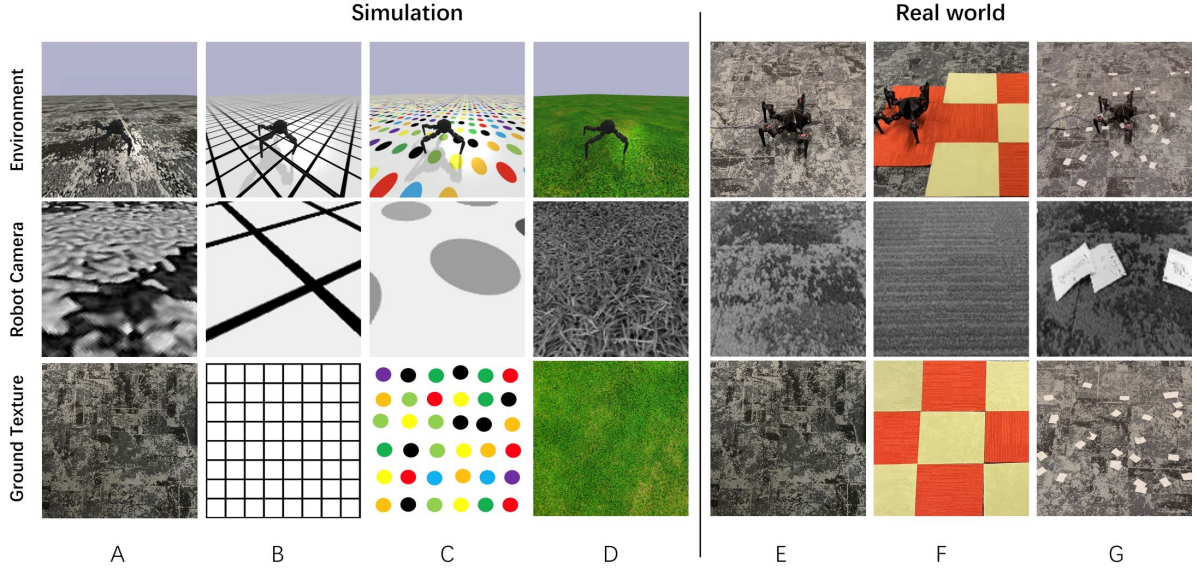 Simulation
Real world
Environment
Robot Camera
Ground Texture
A
B
C
D
E
F
G